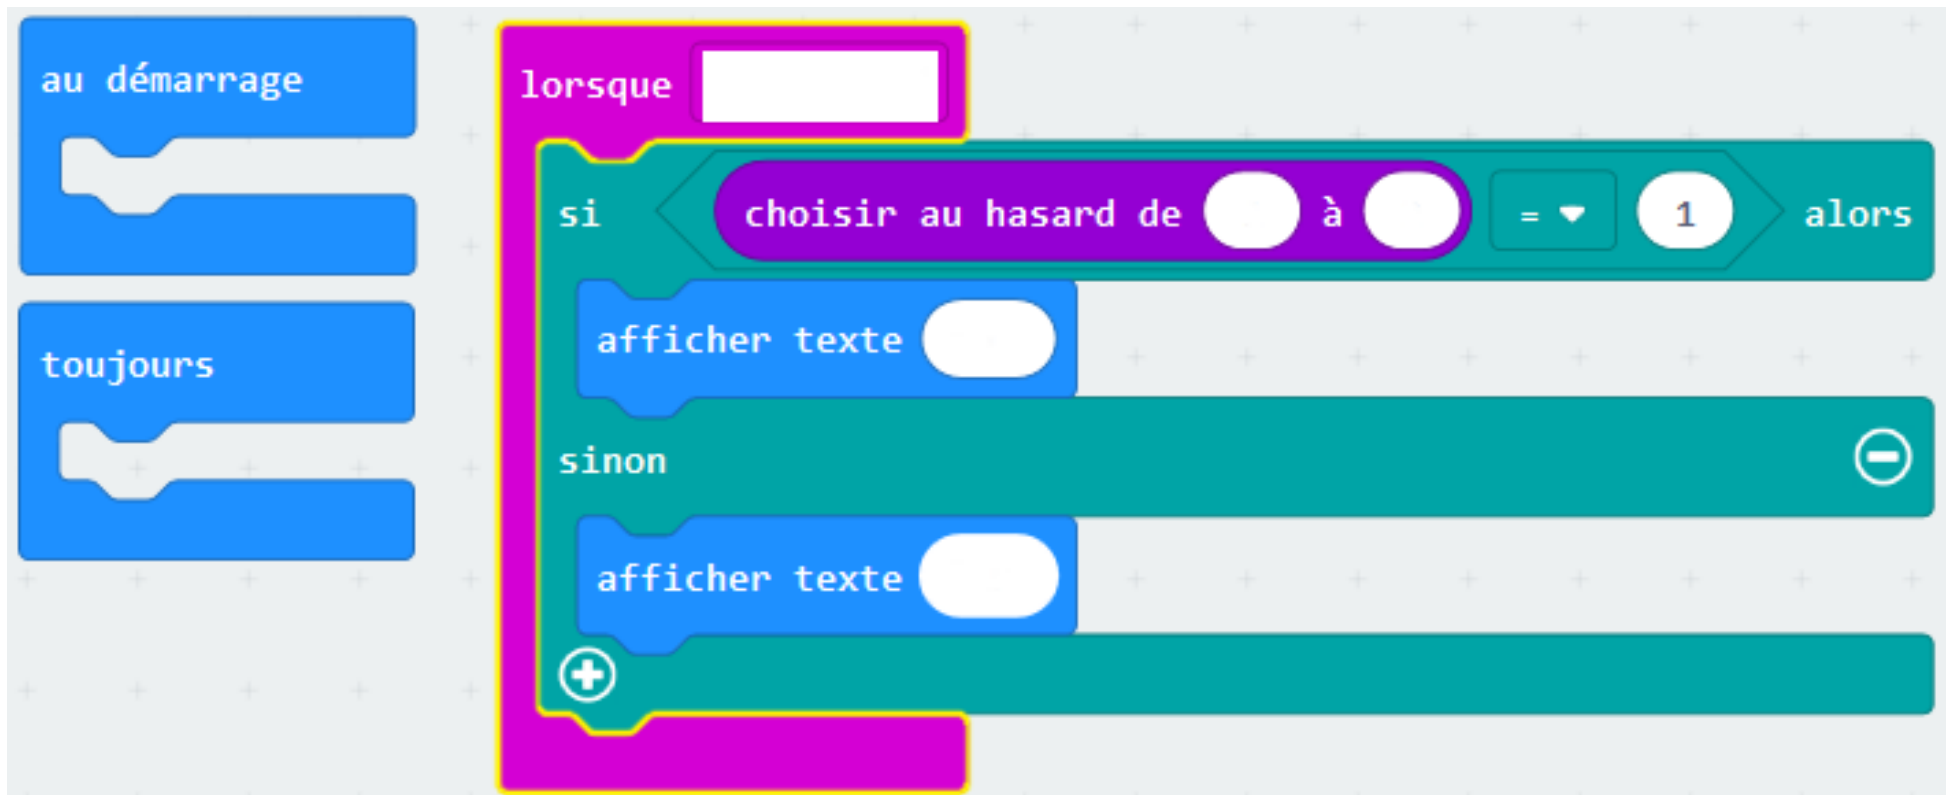 au démarrage
toujours
lorsque
si choisir au hasard de à = 1 alors
afficher texte
sinon
afficher texte